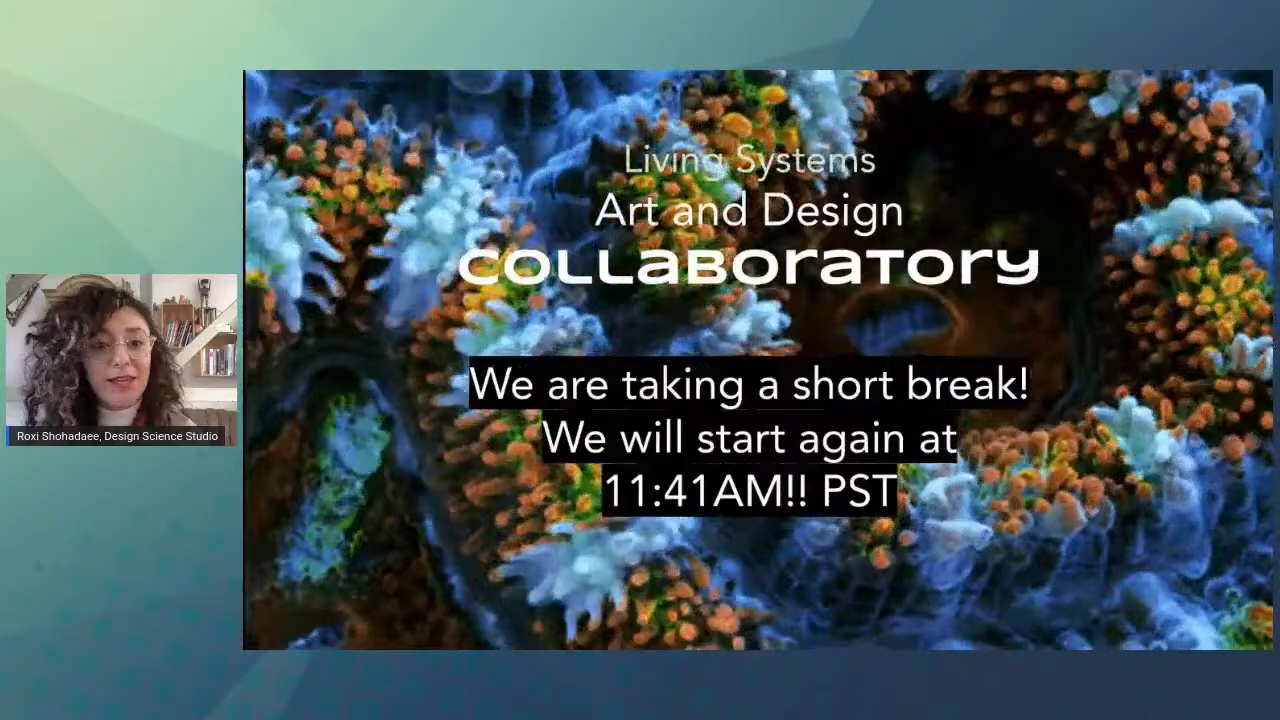 Living Systems
Art and Design
COLLABORATORY
We are taking a short break!
We will start again at
11:41AM!! PST
Roxi Shohadaee, Design Science Studio